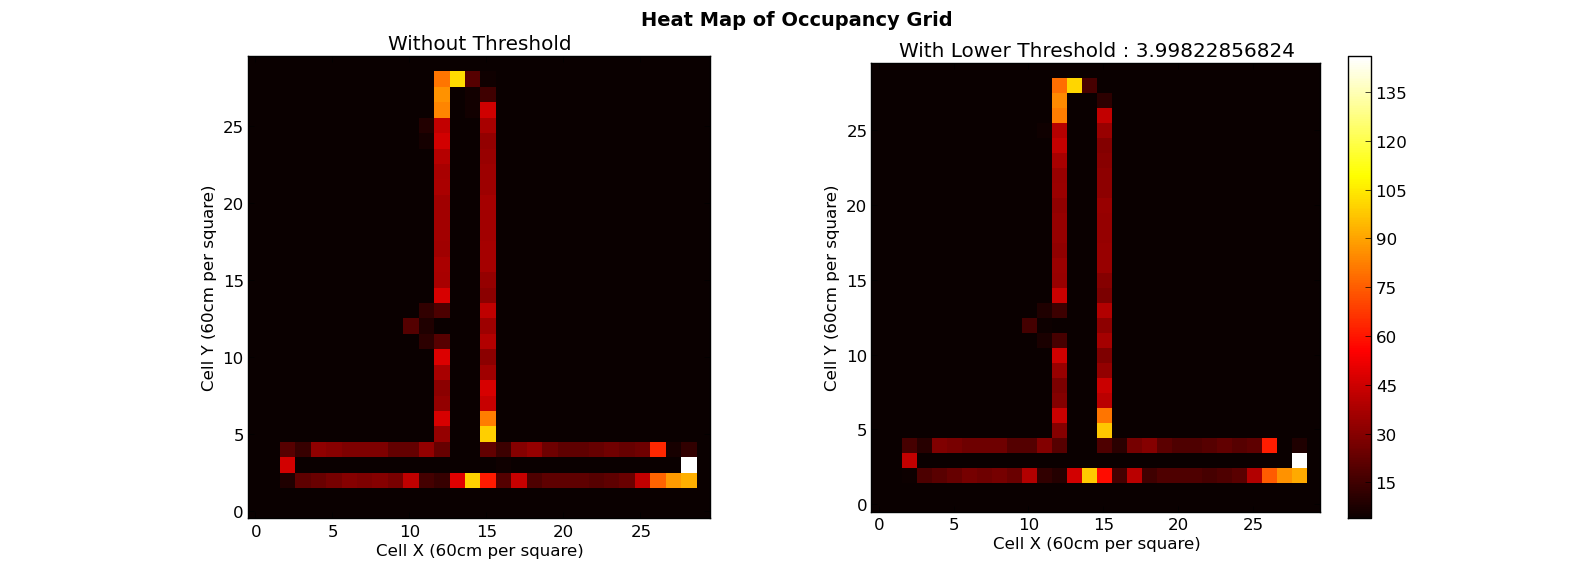 Heat Map of Occupancy Grid
Without Threshold
With Lower Threshold : 3.99822856824
Cell Y (60cm per square)
25
20
15
10
5
0
0 5 10 15 20 25
Cell X (60cm per square)
Cell Y (60cm per square)
25
20
15
10
5
0
0 5 10 15 20 25
Cell X (60cm per square)
135
120
105
90
75
60
45
30
15